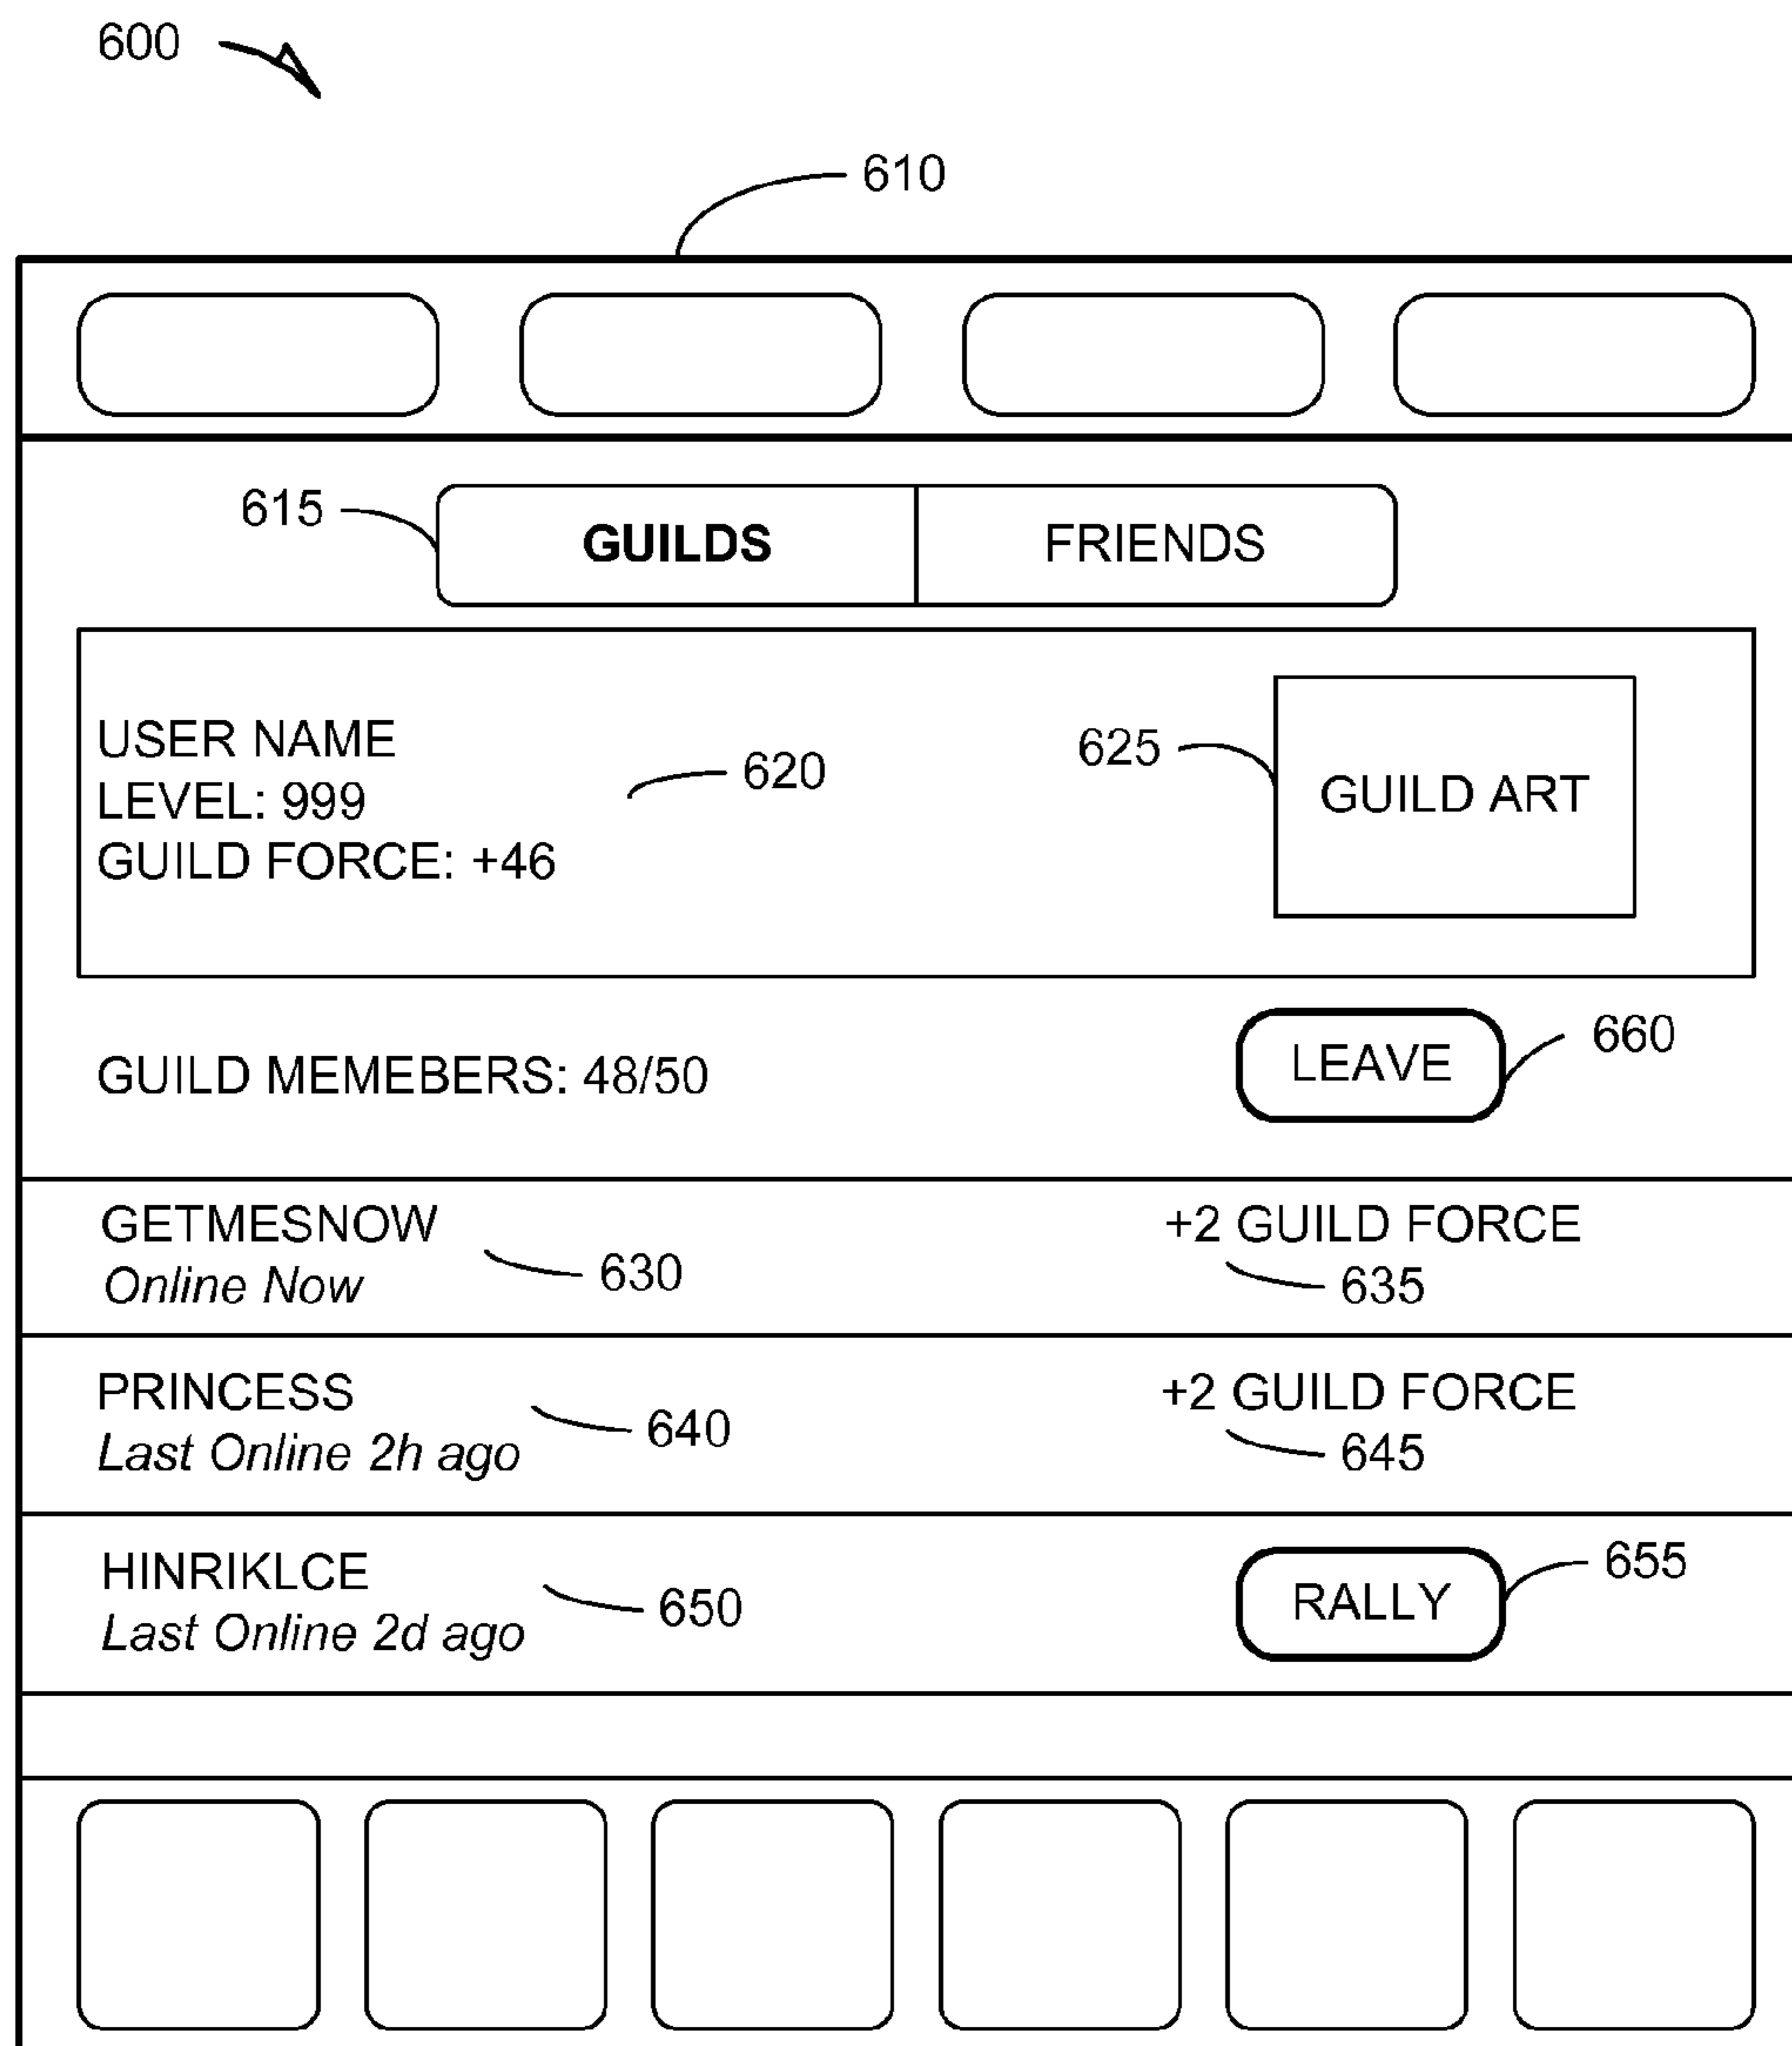 600
610
615
GUILDS FRIENDS
USER NAME
LEVEL: 999
GUILD FORCE: +46
620
625
GUILD ART
GUILD MEMEBERS: 48/50
LEAVE
660
GETMESNOW
Online Now
630
+2 GUILD FORCE
635
PRINCESS
Last Online 2h ago
640
+2 GUILD FORCE
645
HINRIKLCE
Last Online 2d ago
650
RALLY
655